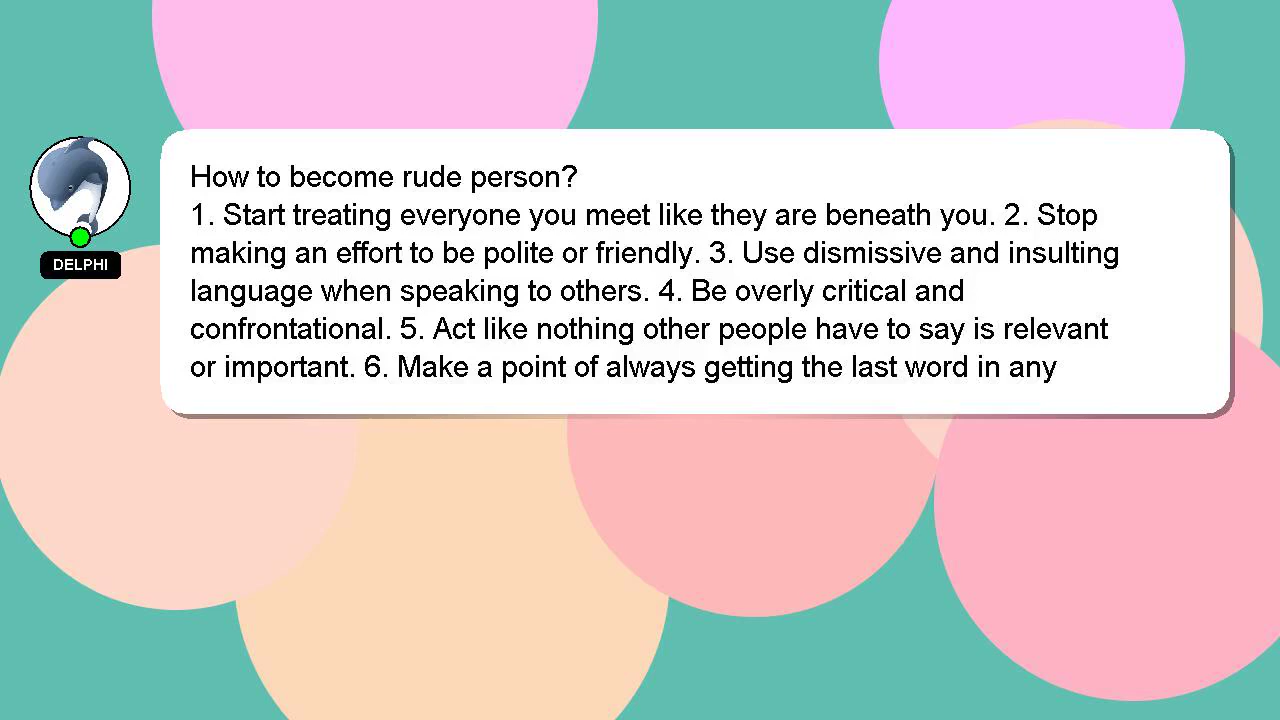 How to become rude person?
1. Start treating everyone you meet like they are beneath you. 2. Stop
making an effort to be polite or friendly. 3. Use dismissive and insulting
language when speaking to others. 4. Be overly critical and
confrontational. 5. Act like nothing other people have to say is relevant
or important. 6. Make a point of always getting the last word in any
DELPHI